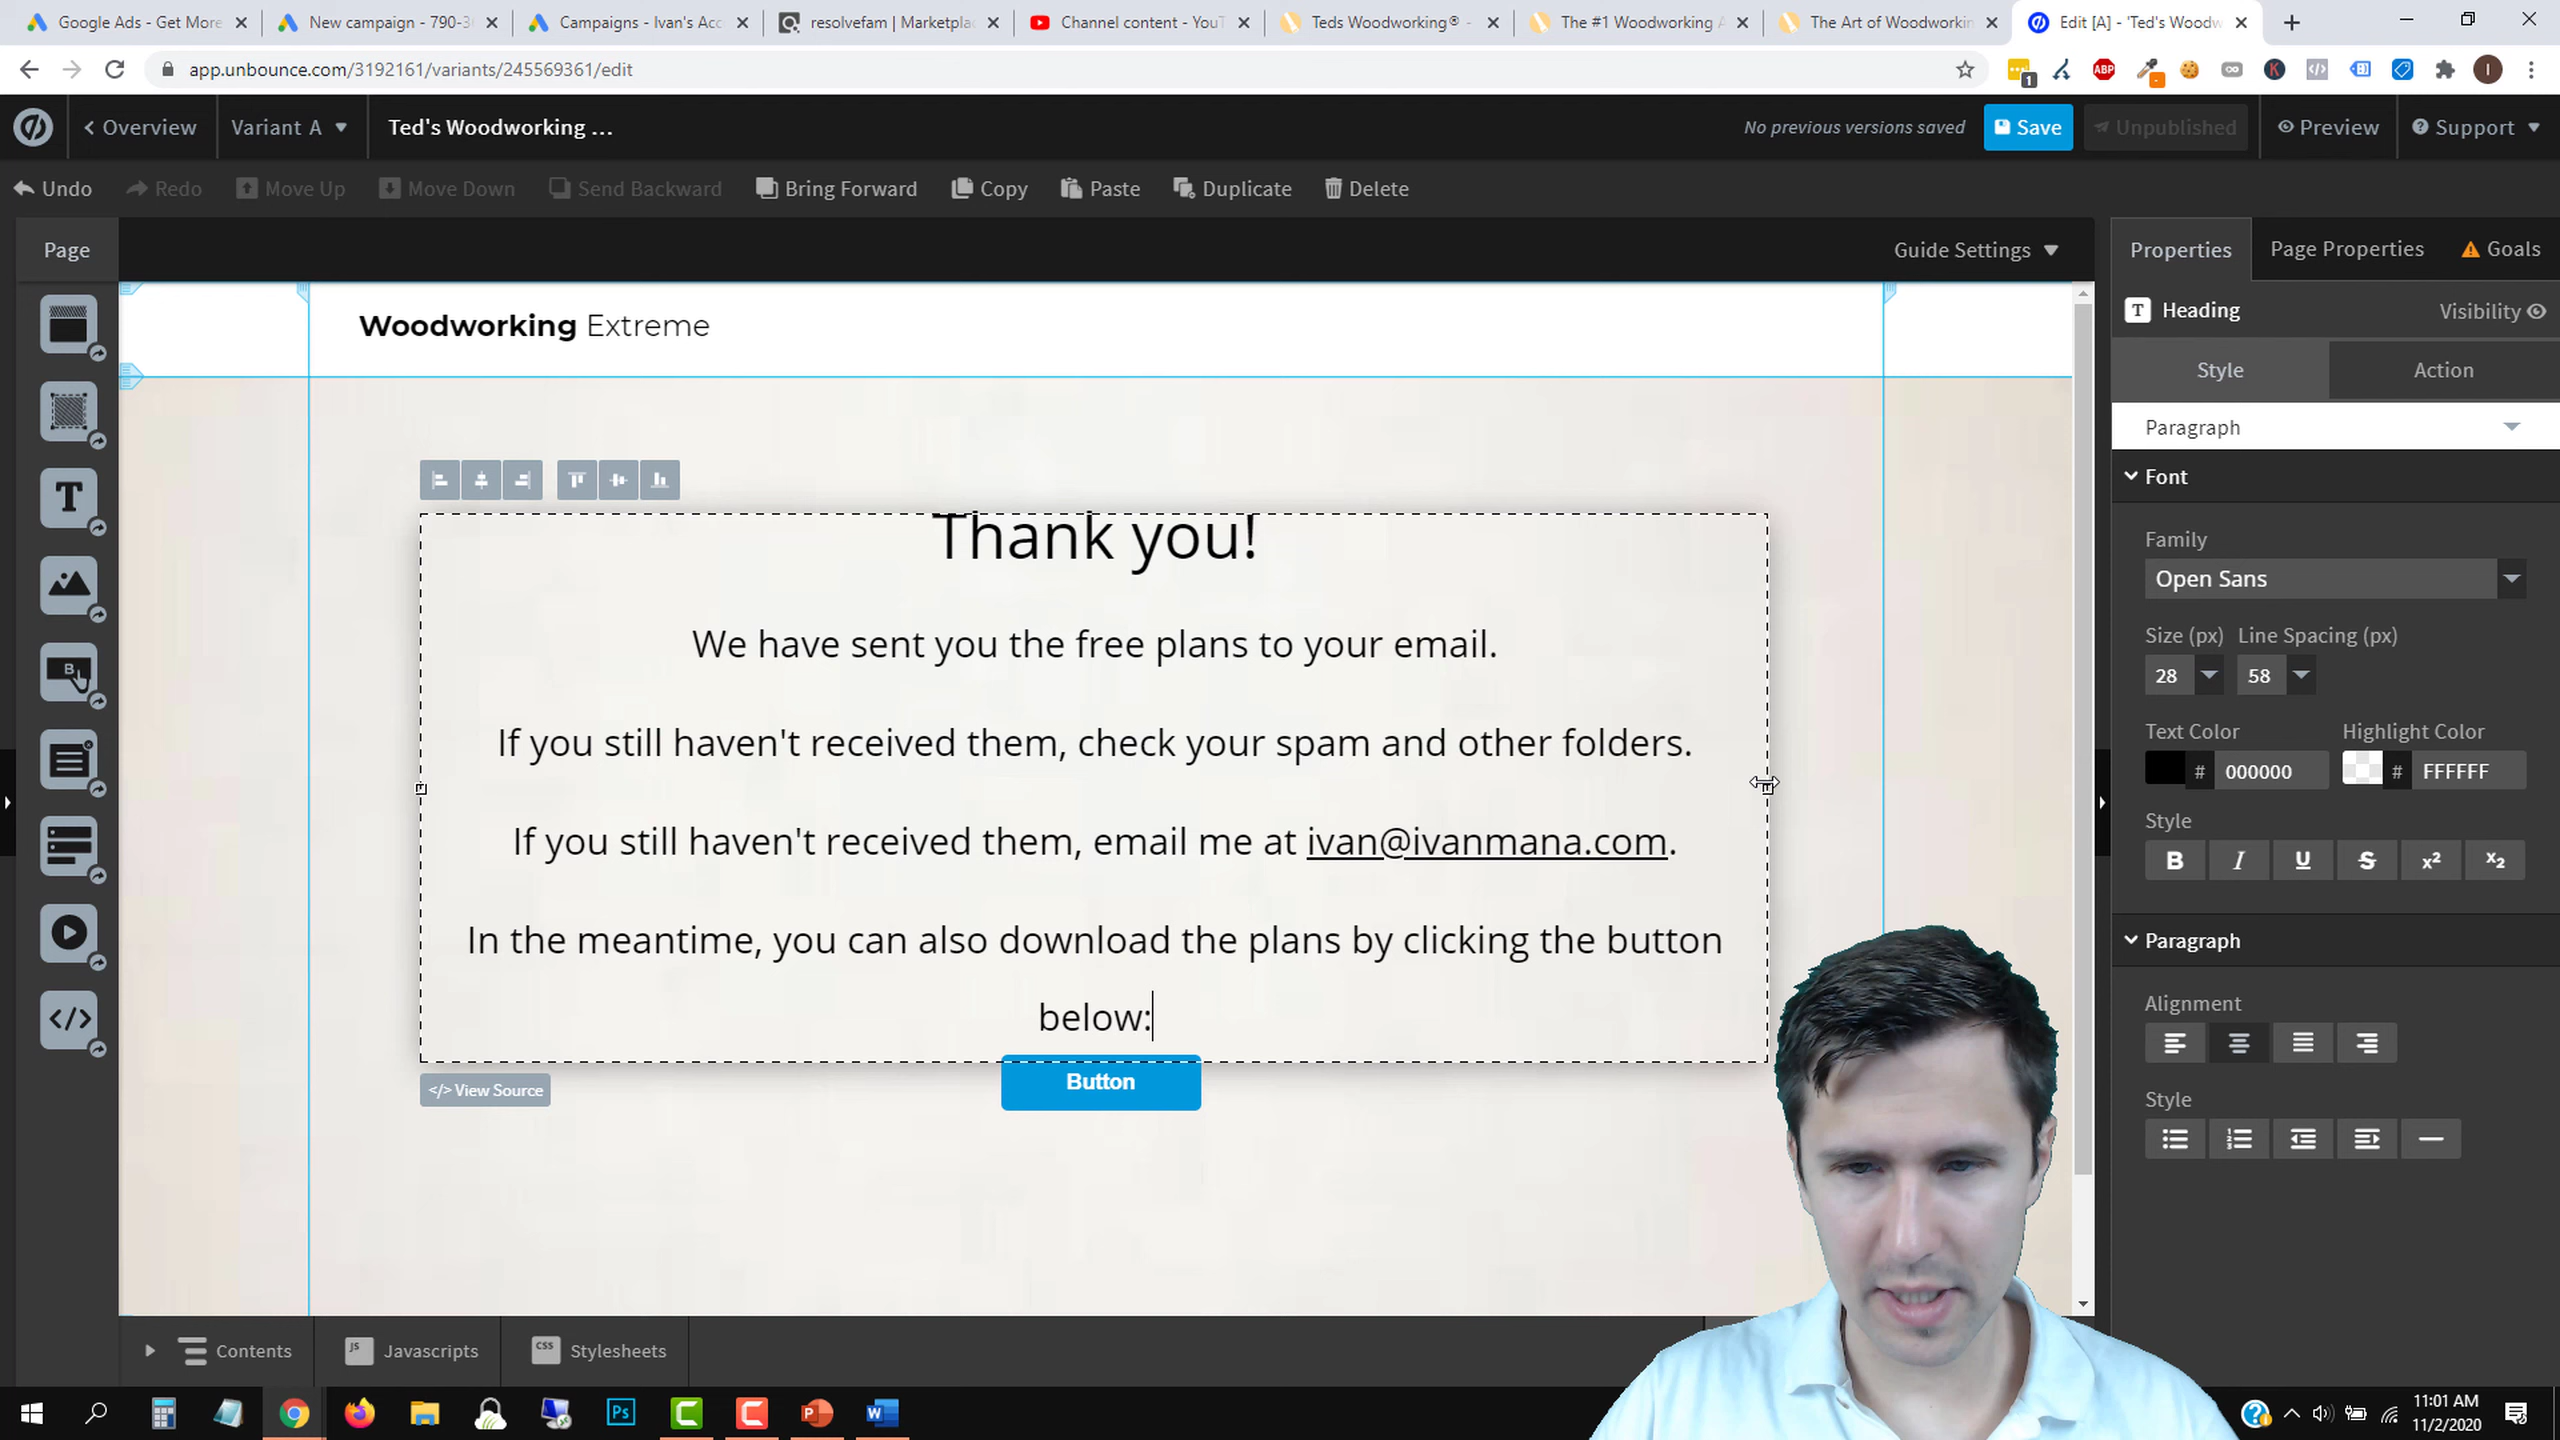 Google Ads - Get More
New campaign - 790-3
Campaigns - Ivan's Acc
resolvefam | Marketpla
Channel content - YouT
Teds Woodworking® -
The #1 Woodworking A
The Art of Woodworkin
Edit [A] - 'Ted's Woodw
app.unbounce.com/3192161/variants/245569361/edit
1
ABP
I
Overview
Variant A
Ted's Woodworking ...
No previous versions saved
Save
Unpublished
Preview
Support
Undo
Redo
Move Up
Move Down
Send Backward
Bring Forward
Copy
Paste
Duplicate
Delete
Page
Guide Settings
Properties
Page Properties
Goals
Woodworking Extreme
Heading
Visibility
Style
Action
Paragraph
Font
Family
Open Sans
Size (px)
Line Spacing (px)
28
58
Text Color
Highlight Color
# 000000
# FFFFFF
Style
B I U S x² x₂
Paragraph
Alignment
Style
Thank you!
We have sent you the free plans to your email.
If you still haven't received them, check your spam and other folders.
If you still haven't received them, email me at ivan@ivanmana.com.
In the meantime, you can also download the plans by clicking the button
below:
</> View Source
Button
Contents
JS Javascripts
CSS Stylesheets
Ps
11:01 AM
11/2/2020